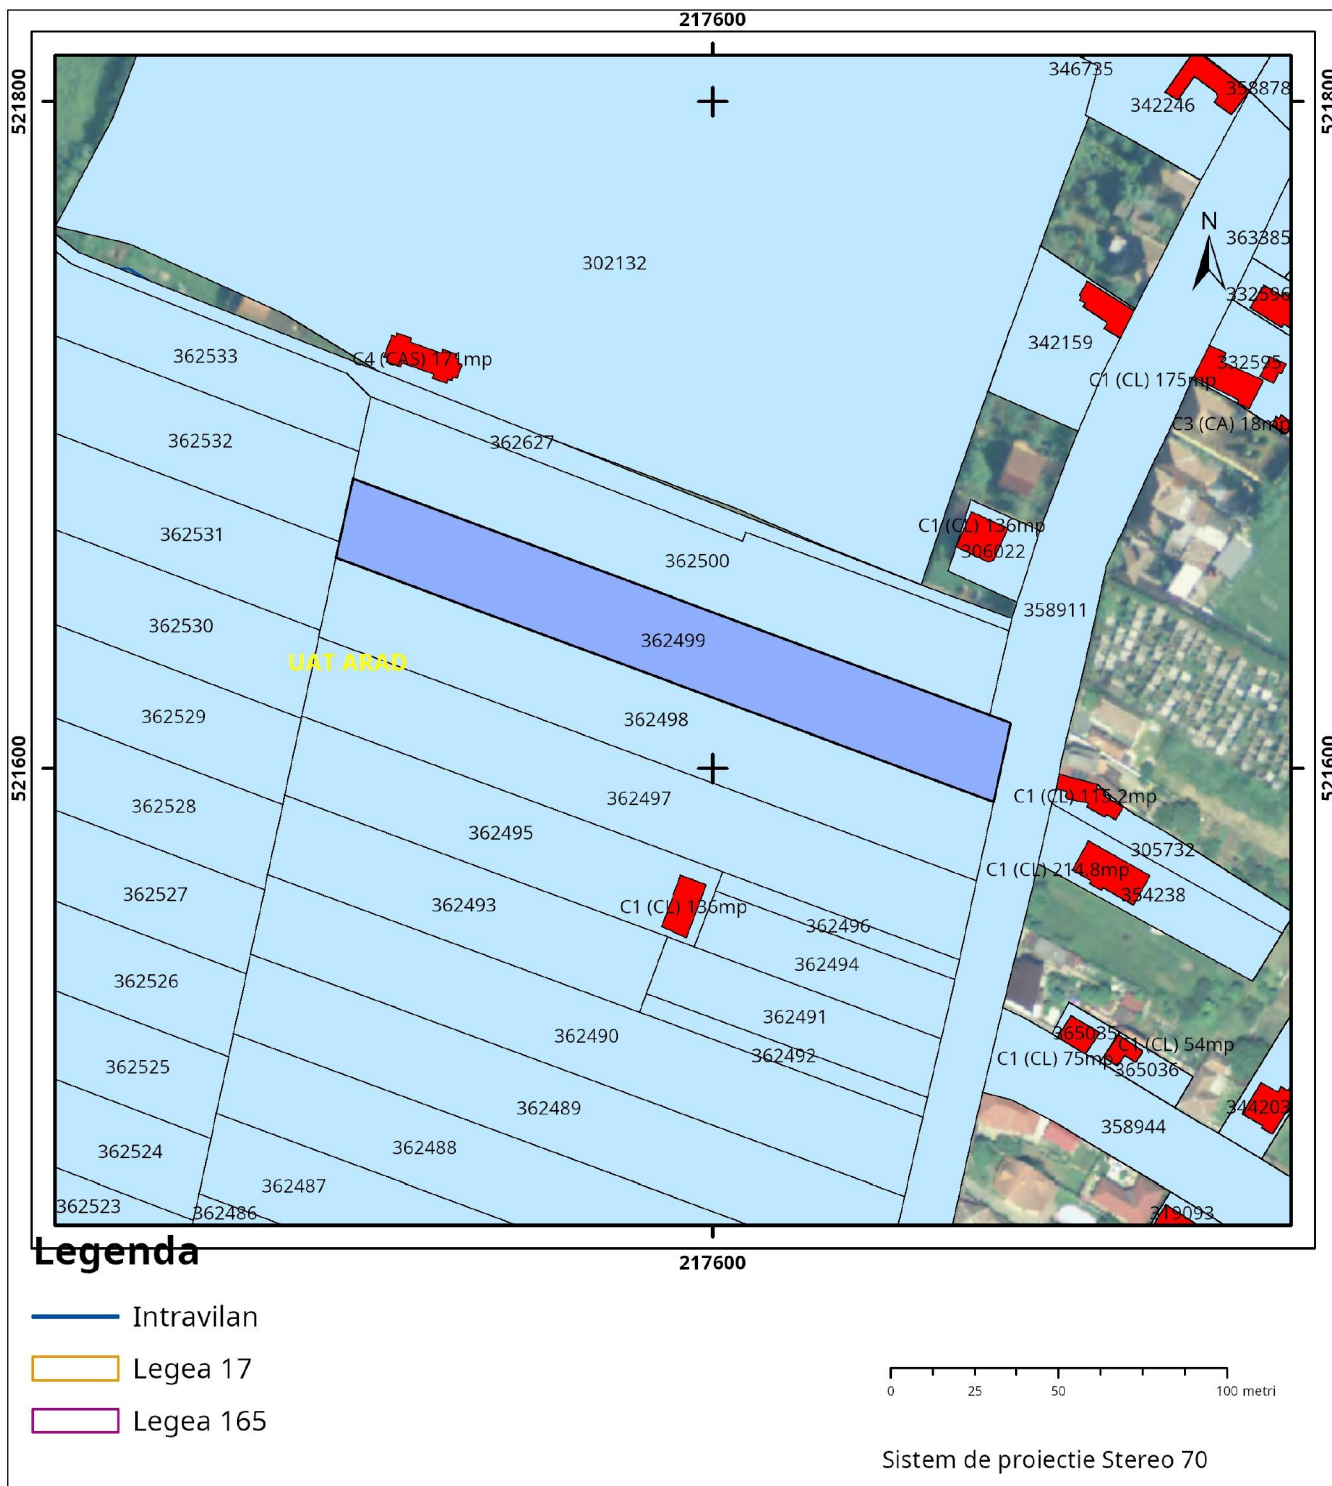 217600
521800
521800
346735
358878
342246
363385
302132
332596
342159
362533
C4 (CAS) 171mp
332595
C1 (CL) 175mp
C3 (CA) 18mp
362532
362627
362531
C1 (CL) 136mp
306022
362500
358911
362530
362499
UAT ARAD
362529
362498
521600
521600
362528
362497
C1 (CL) 115.2mp
362495
305732
C1 (CL) 214.8mp
354238
362527
362493
C1 (CL) 136mp
362496
362494
362526
362491
362490
362492
365035
C1 (CL) 54mp
C1 (CL) 75mp
365036
362525
362489
344203
358944
362524
362488
362487
362523
362486
319093
217600
Legenda
Intravilan
Legea 17
Legea 165
0 25 50 100 metri
Sistem de proiectie Stereo 70
N